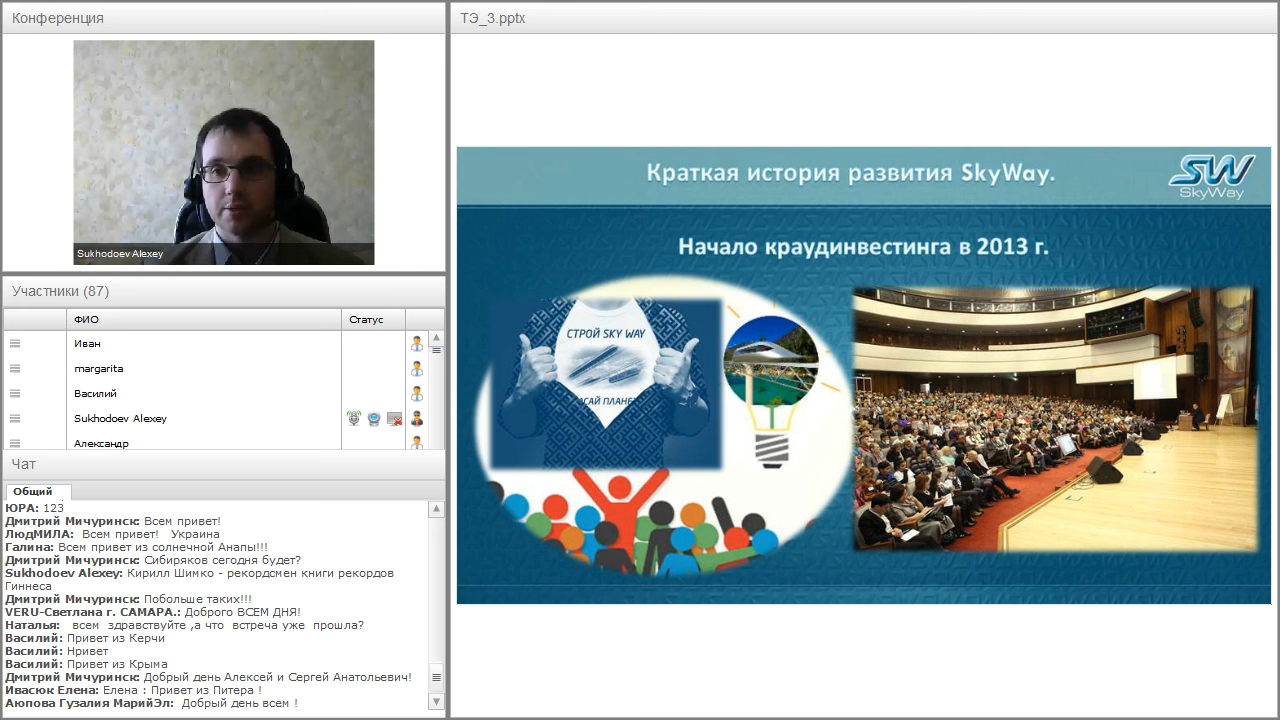 Конференция
Sukhodoev Alexey
Участники (87)
ФИО
Статус
Иван
margarita
Василий
Sukhodoev Alexey
Александр
Чат
Общий
ЮРА: 123
Дмитрий Мичуринск: Всем привет!
ЛюдМИЛА: Всем привет! Украина
Галина: Всем привет из солнечной Анапы!!!
Дмитрий Мичуринск: Сибиряков сегодня будет?
Sukhodoev Alexey: Кирилл Шимко - рекордсмен книги рекордов
Гиннеса
Дмитрий Мичуринск: Побольше таких!!!
VERU-Светлана г. САМАРА.: Доброго ВСЕМ ДНЯ!
Наталья: всем здравствуйте ,а что встреча уже прошла?
Василий: Привет из Керчи
Василий: Нривет
Василий: Привет из Крыма
Дмитрий Мичуринск: Добрый день Алексей и Сергей Анатольевич!
Ивасюк Елена: Елена : Привет из Питера !
Аюпова Гузалия МарийЭл: Добрый день всем !
ТЭ_3.pptx
Краткая история развития SkyWay.
SW
SkyWay
Начало краудинвестинга в 2013 г.
СТРОЙ SKY WAY
АСАЙ ПЛАНЕ